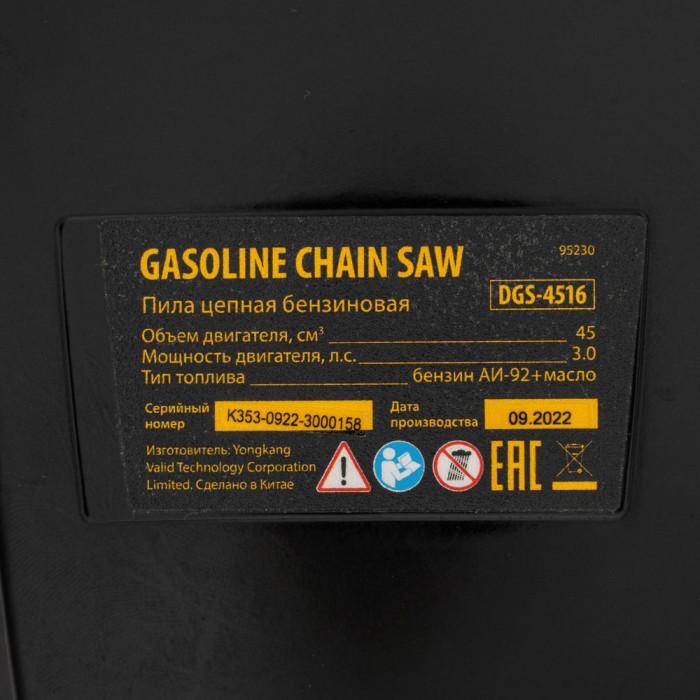 GASOLINE CHAIN SAW 95230
Пила цепная бензиновая DGS-4516
Объем двигателя, см³ 45
Мощность двигателя, л.с. 3.0
Тип топлива бензин АИ-92+масло
Серийный номер K353-0922-3000158 Дата производства 09.2022
Изготовитель: Yongkang
Valid Technology Corporation
Limited. Сделано в Китае
EAC